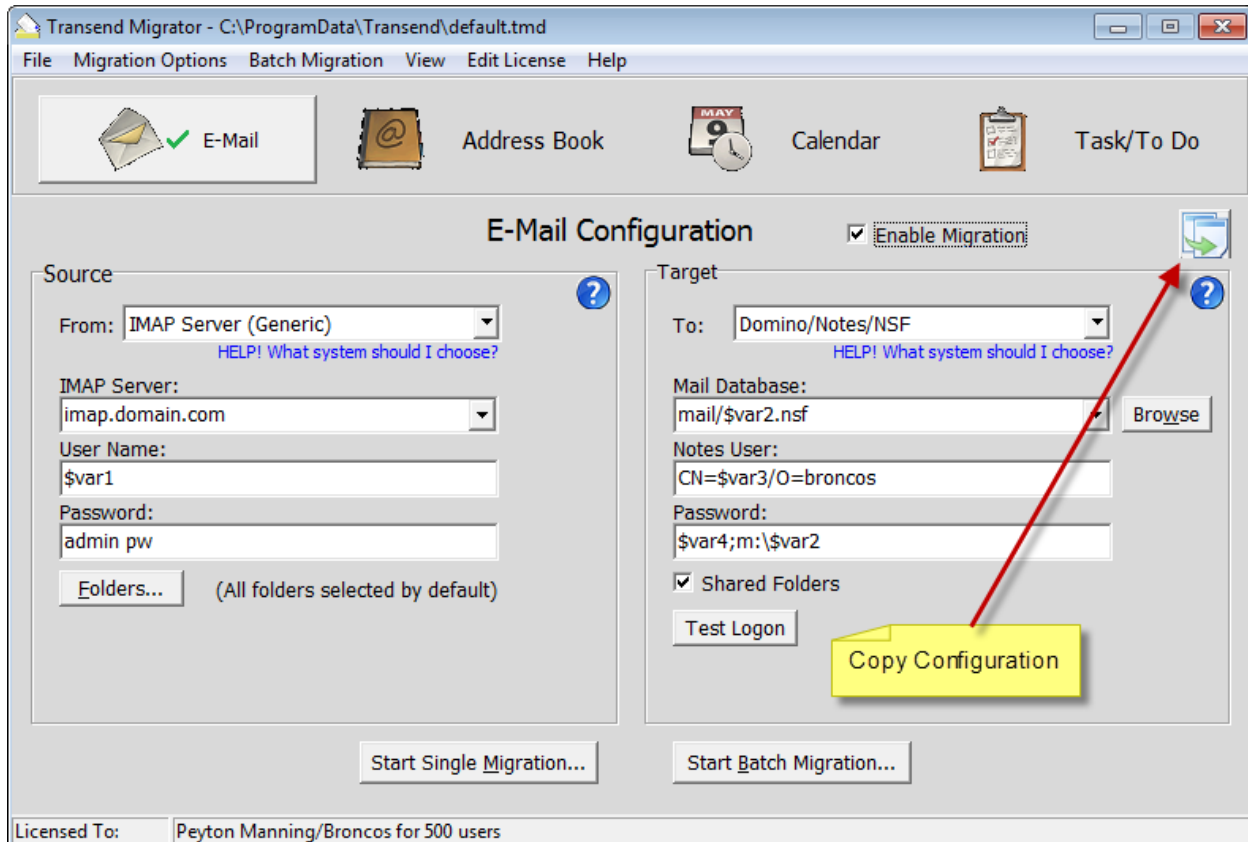 Transend Migrator - C:\ProgramData\Transend\default.tmd
File Migration Options Batch Migration View Edit License Help
E-Mail Address Book MAY 9 Calendar Task/To Do
E-Mail Configuration Enable Migration
Source
From: IMAP Server (Generic)
HELP! What system should I choose?
IMAP Server:
imap.domain.com
User Name:
$var1
Password:
admin pw
Folders... (All folders selected by default)
Target
To: Domino/Notes/NSF
HELP! What system should I choose?
Mail Database:
mail/$var2.nsf Browse
Notes User:
CN=$var3/O=broncos
Password:
$var4;m:\$var2
Shared Folders
Test Logon
Copy Configuration
Start Single Migration... Start Batch Migration...
Licensed To: Peyton Manning/Broncos for 500 users